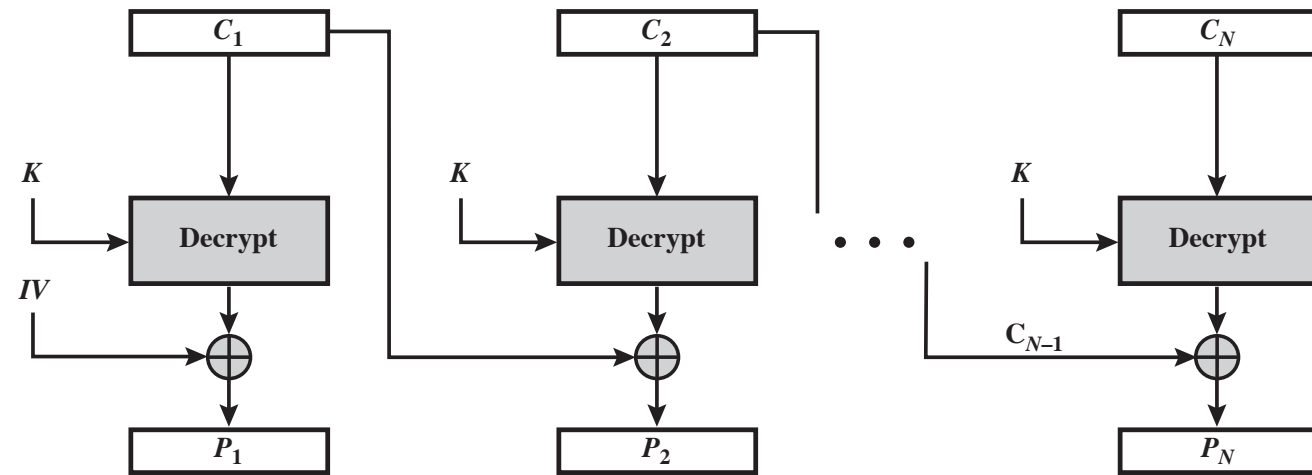 C1 C2 CN
K K K
Decrypt Decrypt • • • Decrypt
IV
CN–1
P1 P2 PN